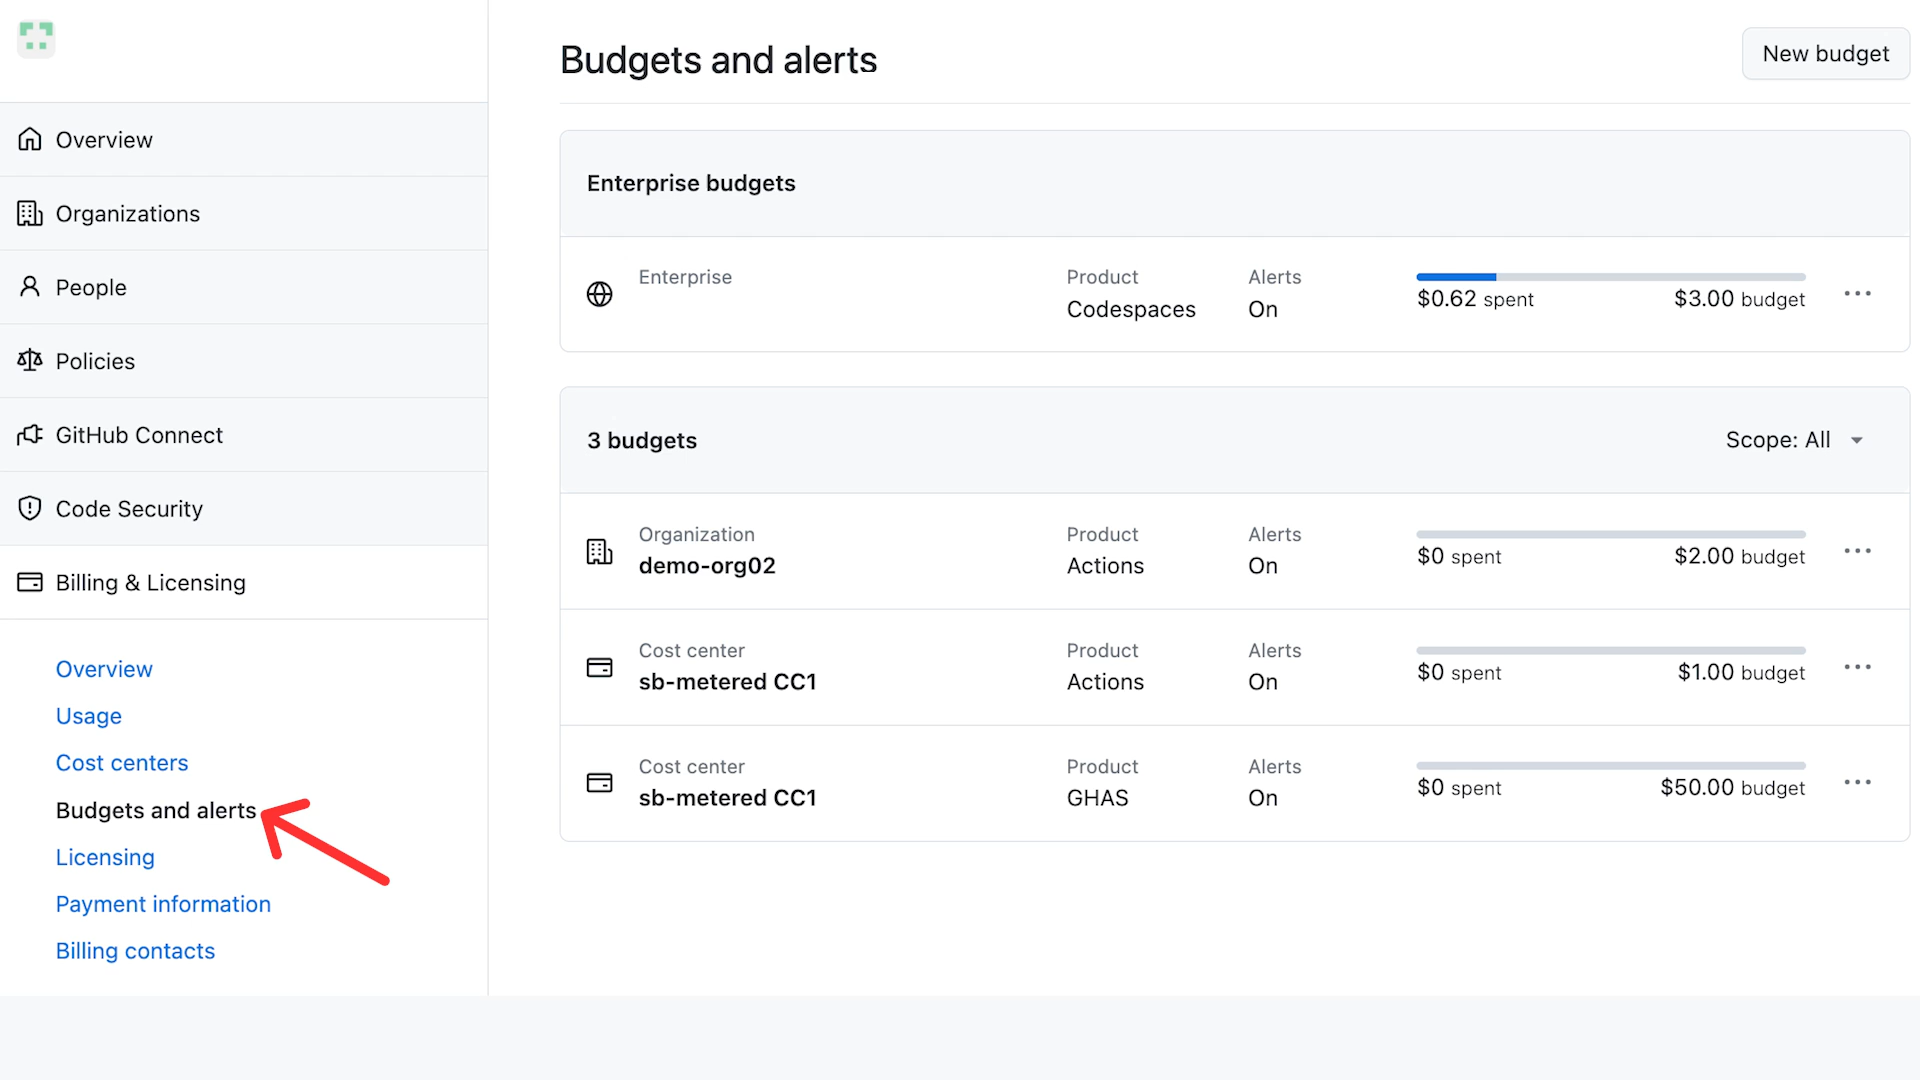 Overview
Organizations
People
Policies
GitHub Connect
Code Security
Billing & Licensing
Overview
Usage
Cost centers
Budgets and alerts
Licensing
Payment information
Billing contacts
Budgets and alerts
New budget
Enterprise budgets
Enterprise
Product
Codespaces
Alerts
On
$0.62 spent
$3.00 budget
3 budgets
Scope: All
Organization
demo-org02
Product
Actions
Alerts
On
$0 spent
$2.00 budget
Cost center
sb-metered CC1
Product
Actions
Alerts
On
$0 spent
$1.00 budget
Cost center
sb-metered CC1
Product
GHAS
Alerts
On
$0 spent
$50.00 budget